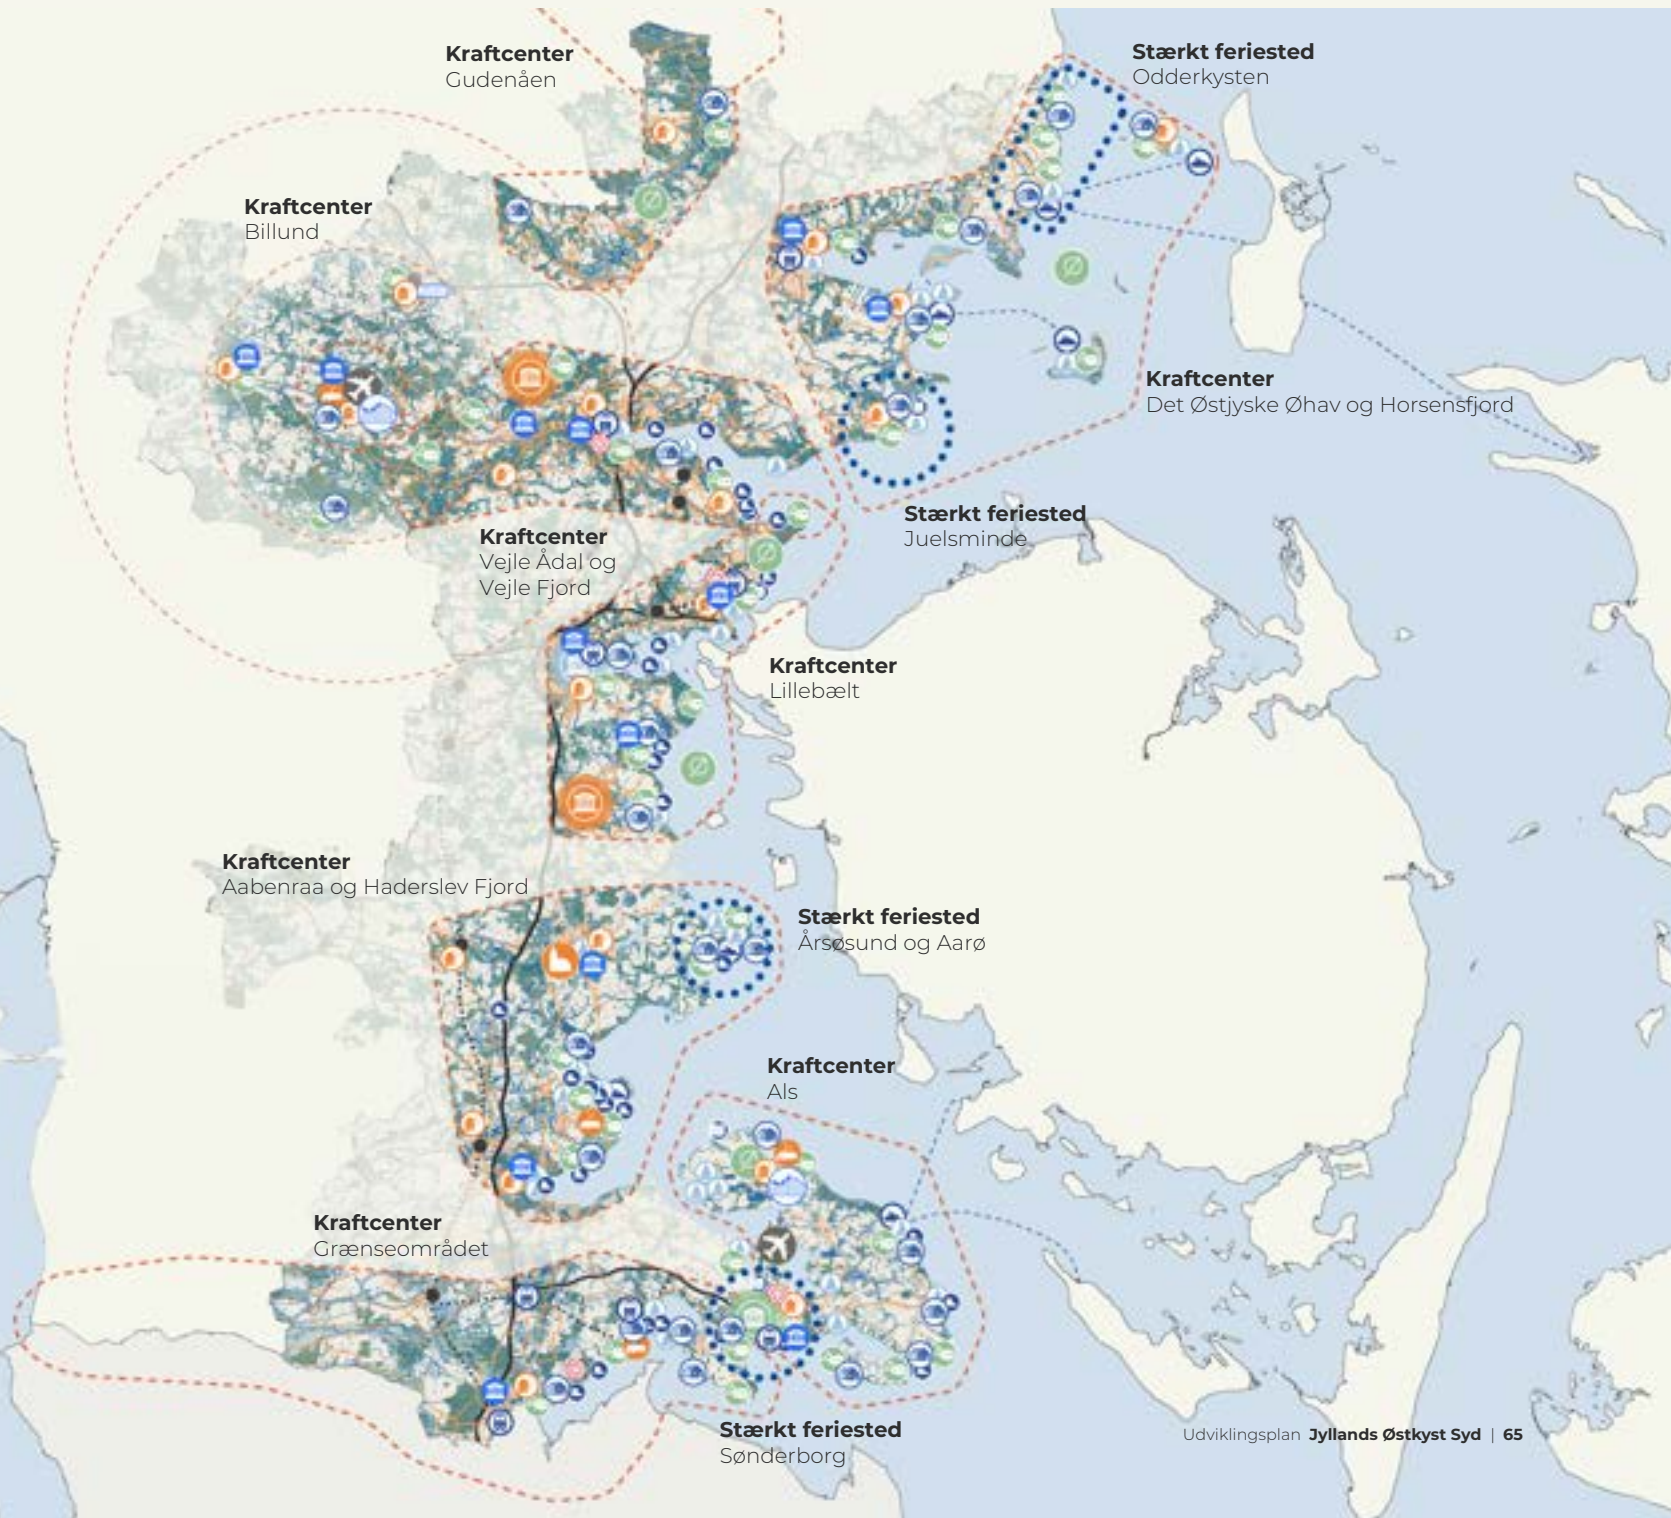 Kraftcenter
Gudenåen
Stærkt feriested
Odderkysten
Kraftcenter
Billund
Kraftcenter
Det Østjyske Øhav og Horsensfjord
Stærkt feriested
Juelsminde
Kraftcenter
Vejle Ådal og
Vejle Fjord
Kraftcenter
Lillebælt
Kraftcenter
Aabenraa og Haderslev Fjord
Stærkt feriested
Årsøsund og Aarø
Kraftcenter
Als
Kraftcenter
Grænseområdet
Stærkt feriested
Sønderborg
Udviklingsplan Jyllands Østkyst Syd | 65